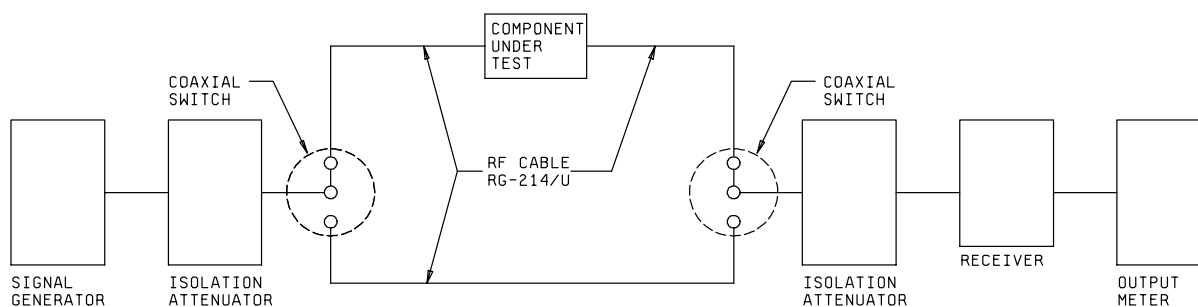 COMPONENT
UNDER
TEST
COAXIAL
SWITCH
COAXIAL
SWITCH
RF CABLE
RG-214/U
SIGNAL
GENERATOR
ISOLATION
ATTENUATOR
ISOLATION
ATTENUATOR
RECEIVER
OUTPUT
METER